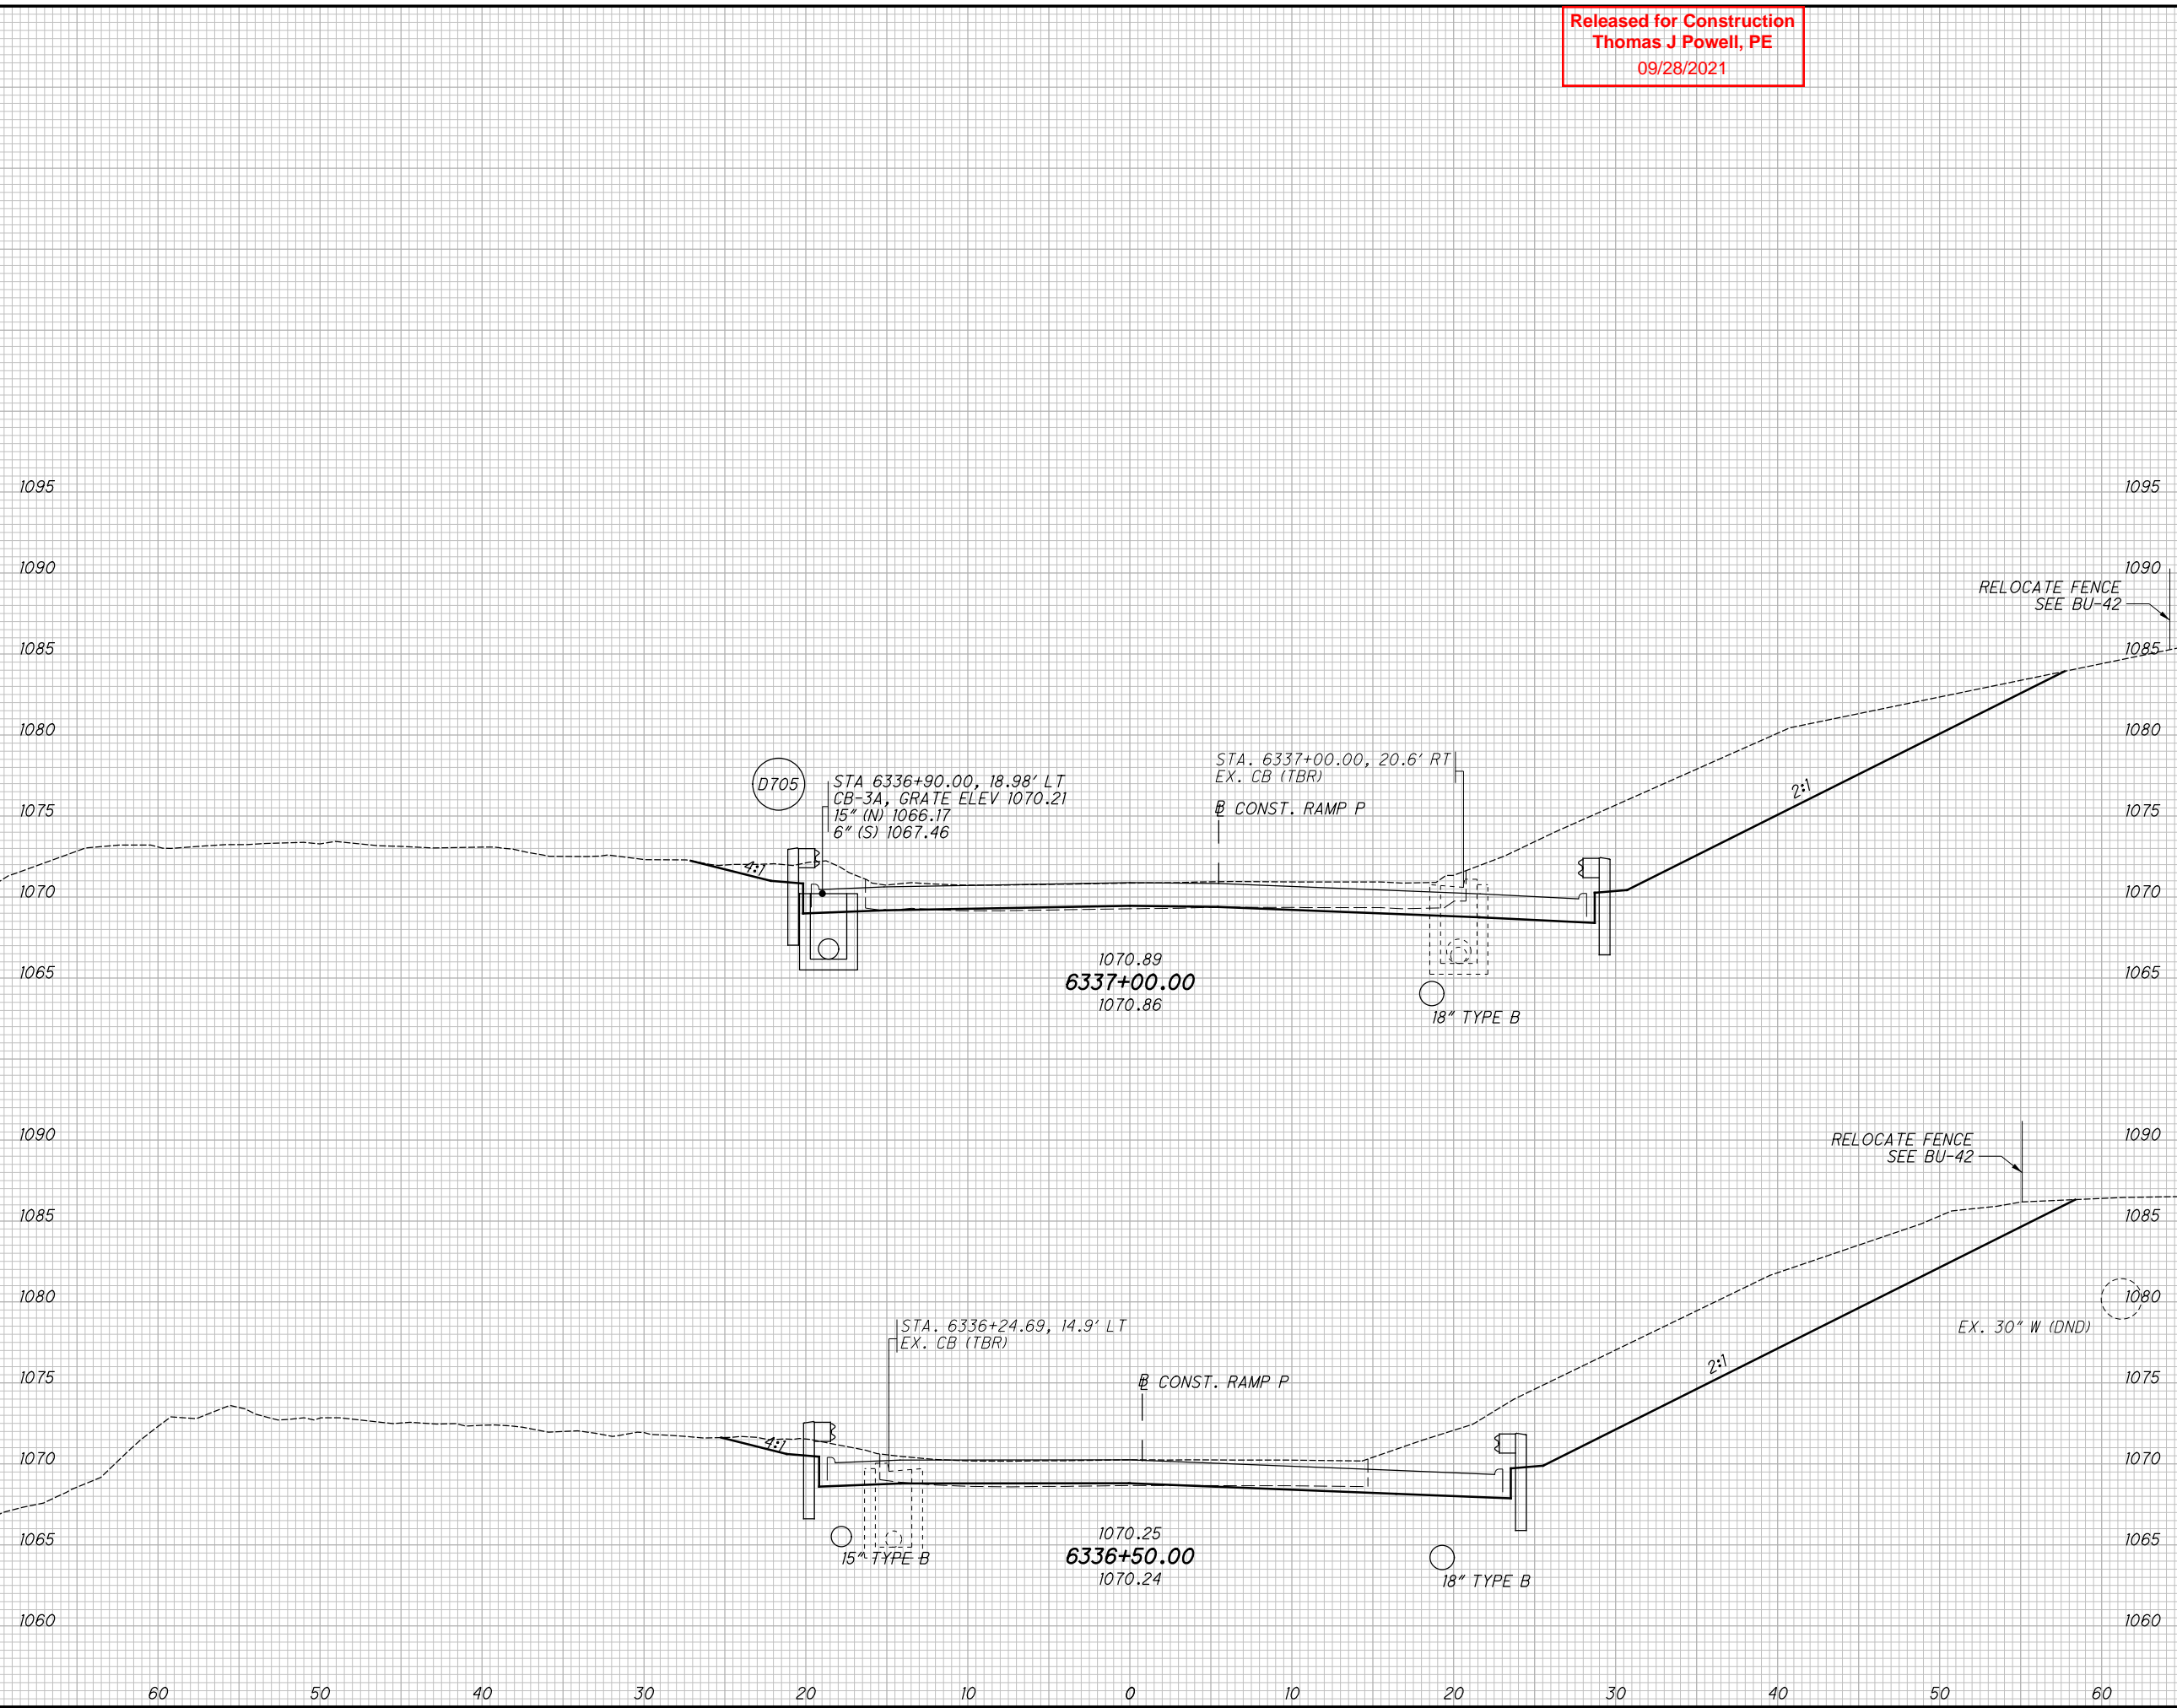 Released for Construction
Thomas J Powell, PE
09/28/2021
1095 1095
1090 1090
RELOCATE FENCE
SEE BU-42
1085 1085
1080 1080
STA. 6337+00.00, 20.6' RT
EX. CB (TBR)
D705
STA 6336+90.00, 18.98' LT
CB-3A, GRATE ELEV 1070.21
15" (N) 1066.17
6" (S) 1067.46
2:1
1075 1075
CONST. RAMP P
4:1
1070 1070
1065 1065
1070.89
6337+00.00
1070.86
18" TYPE B
1090 1090
RELOCATE FENCE
SEE BU-42
1085 1085
1080 1080
EX. 30" W (DND)
STA. 6336+24.69, 14.9' LT
EX. CB (TBR)
2:1
1075 1075
CONST. RAMP P
4:1
1070 1070
1065 1065
1070.25
6336+50.00
1070.24
15" TYPE B
18" TYPE B
1060 1060
60 50 40 30 20 10 0 10 20 30 40 50 60